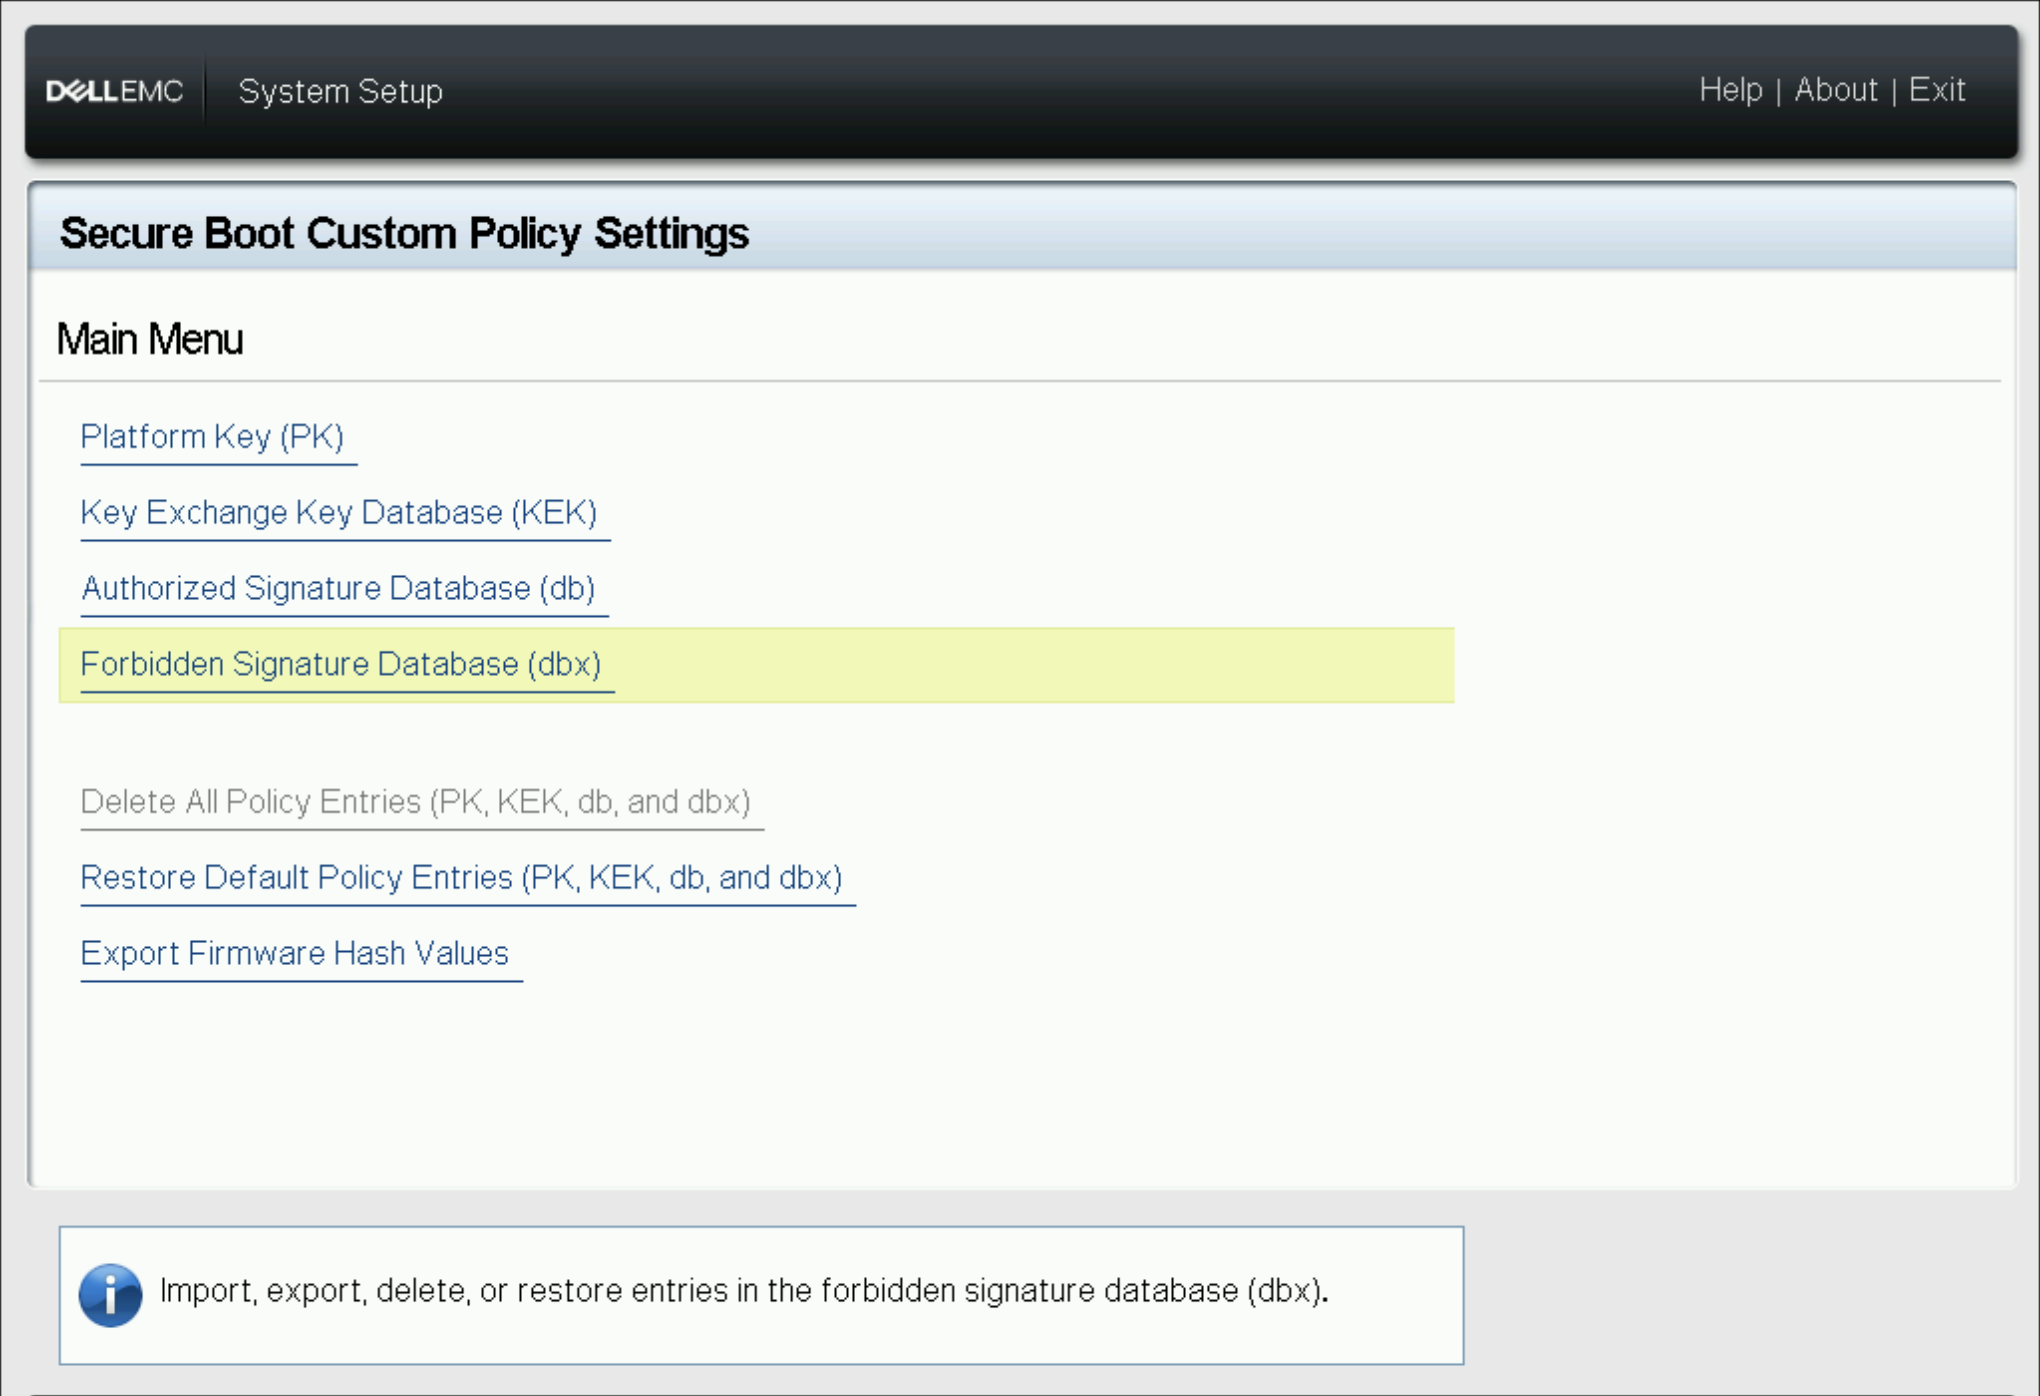 DELLEMC System Setup Help | About | Exit
Secure Boot Custom Policy Settings
Main Menu
Platform Key (PK)
Key Exchange Key Database (KEK)
Authorized Signature Database (db)
Forbidden Signature Database (dbx)
Delete All Policy Entries (PK, KEK, db, and dbx)
Restore Default Policy Entries (PK, KEK, db, and dbx)
Export Firmware Hash Values
Import, export, delete, or restore entries in the forbidden signature database (dbx).